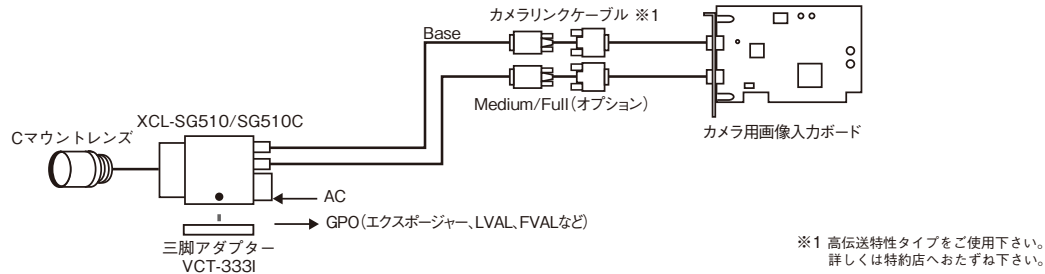 カメラリンクケーブル ※1
Base
Medium/Full(オプション)
XCL-SG510/SG510C
Cマウントレンズ
カメラ用画像入力ボード
AC
GPO(エクスポージャー、LVAL、FVALなど)
三脚アダプター
VCT-333I
※1 高伝送特性タイプをご使用下さい。
詳しくは特約店へおたずね下さい。